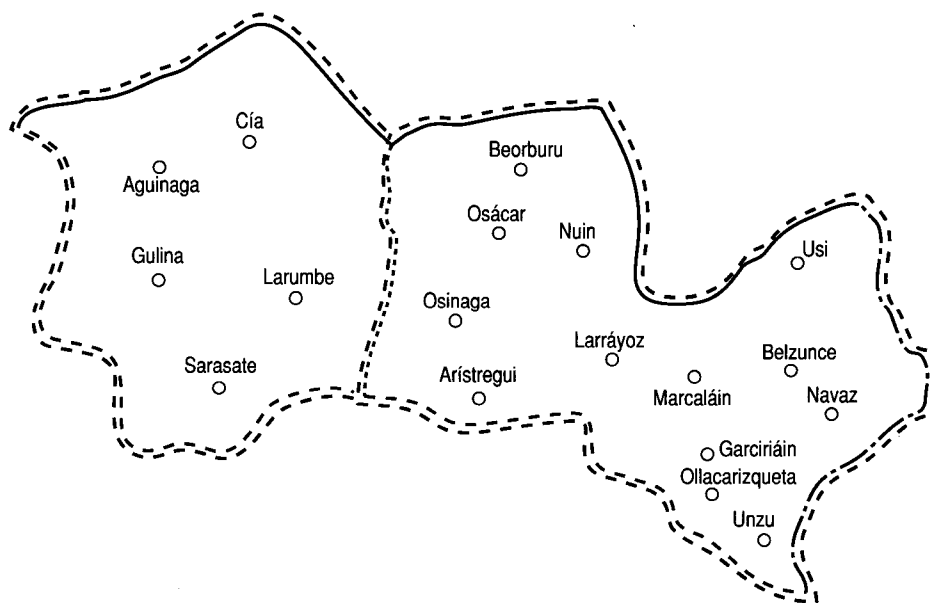 Cía
Aguinaga
Gulina
Larumbe
Sarasate
Beorburu
Osácar
Nuin
Osinaga
Arístregui
Larráyoz
Usi
Belzunce
Marcaláin
Navaz
Garciriáin
Ollacarizqueta
Unzu